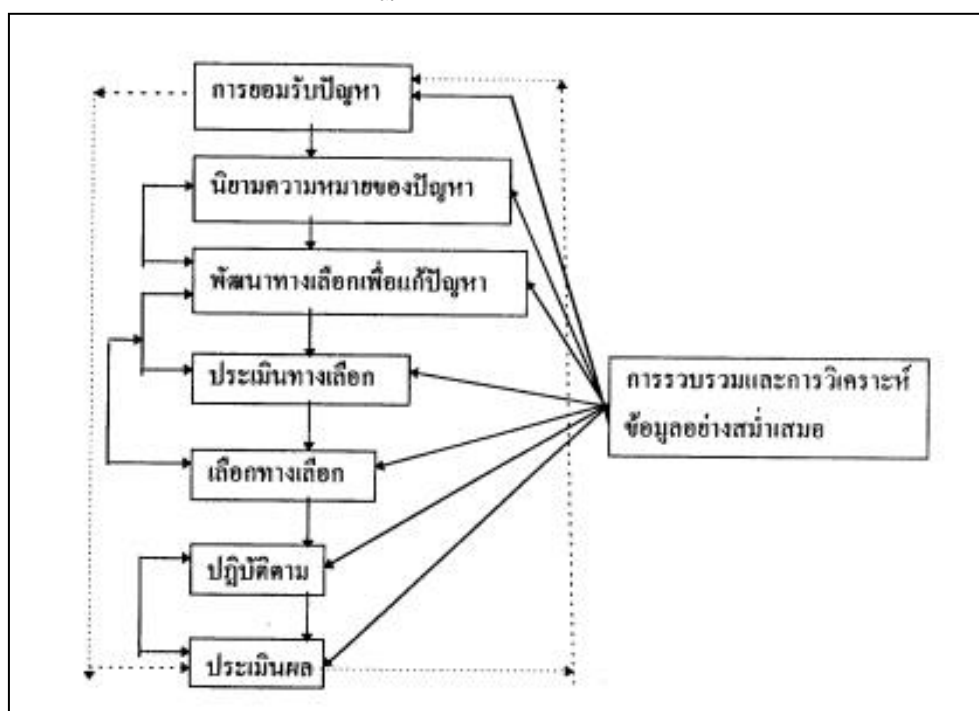 การยอมรับปัญหา
นิยามความหมายของปัญหา
พัฒนาทางเลือกเพื่อแก้ปัญหา
ประเมินทางเลือก
เลือกทางเลือก
ปฏิบัติตาม
ประเมินผล
การรวบรวมและการวิเคราะห์
ข้อมูลอย่างสม่ำเสมอ